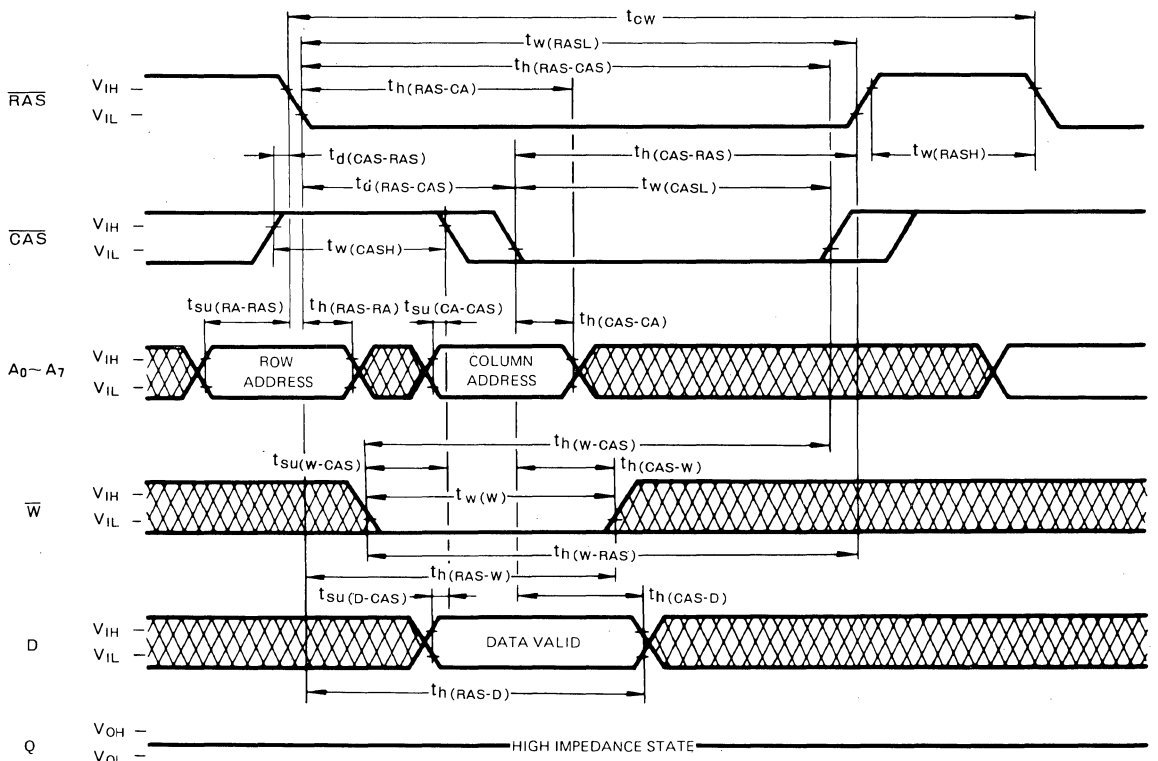 tCW
tW(RASL)
th(RAS-CAS)
th(RAS-CA)
RAS
VIH
VIL
td(CAS-RAS)
th(CAS-RAS)
tW(RASH)
td(RAS-CAS)
tW(CASL)
CAS
VIH
VIL
tW(CASH)
tsu(RA-RAS)
th(RAS-RA)
tsu(CA-CAS)
th(CAS-CA)
A0~A7
VIH
VIL
ROW ADDRESS
COLUMN ADDRESS
th(W-CAS)
tsu(W-CAS)
th(CAS-W)
W
VIH
VIL
tW(W)
th(W-RAS)
th(RAS-W)
tsu(D-CAS)
th(CAS-D)
D
VIH
VIL
DATA VALID
th(RAS-D)
Q
VOH
HIGH IMPEDANCE STATE
VOL